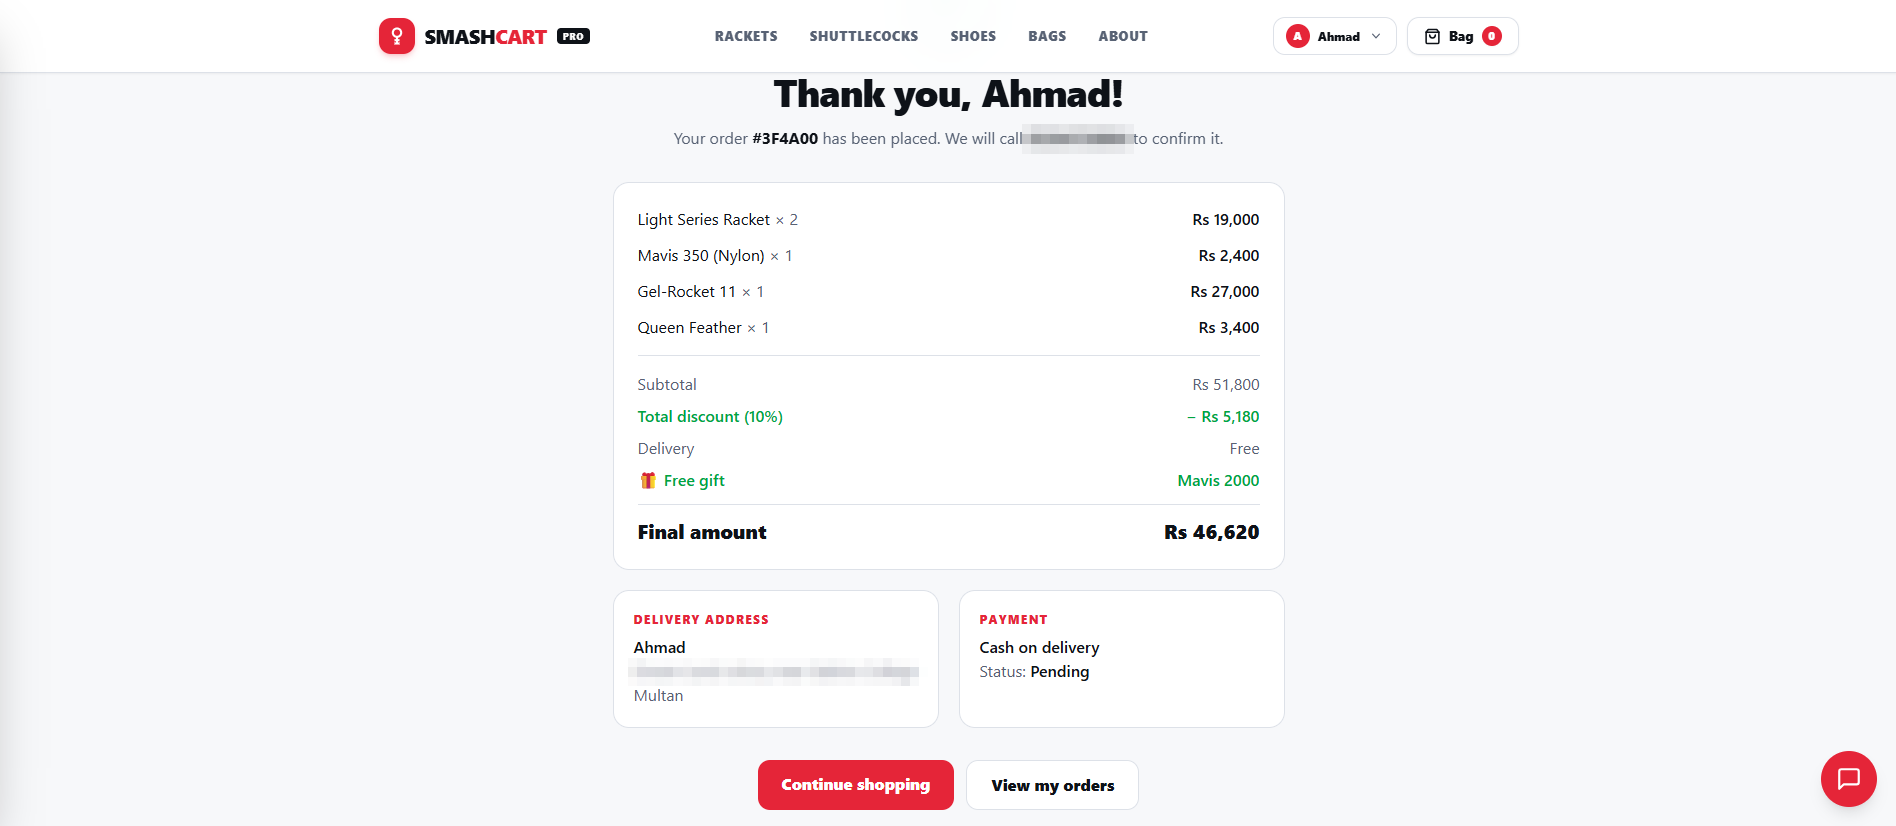 SMASHCART PRO
RACKETS SHUTTLECOCKS SHOES BAGS ABOUT
A Ahmad
Bag 0
Thank you, Ahmad!
Your order #3F4A00 has been placed. We will call to confirm it.
Light Series Racket × 2 Rs 19,000
Mavis 350 (Nylon) × 1 Rs 2,400
Gel-Rocket 11 × 1 Rs 27,000
Queen Feather × 1 Rs 3,400
Subtotal Rs 51,800
Total discount (10%) – Rs 5,180
Delivery Free
Free gift Mavis 2000
Final amount Rs 46,620
DELIVERY ADDRESS
Ahmad
Multan
PAYMENT
Cash on delivery
Status: Pending
Continue shopping
View my orders